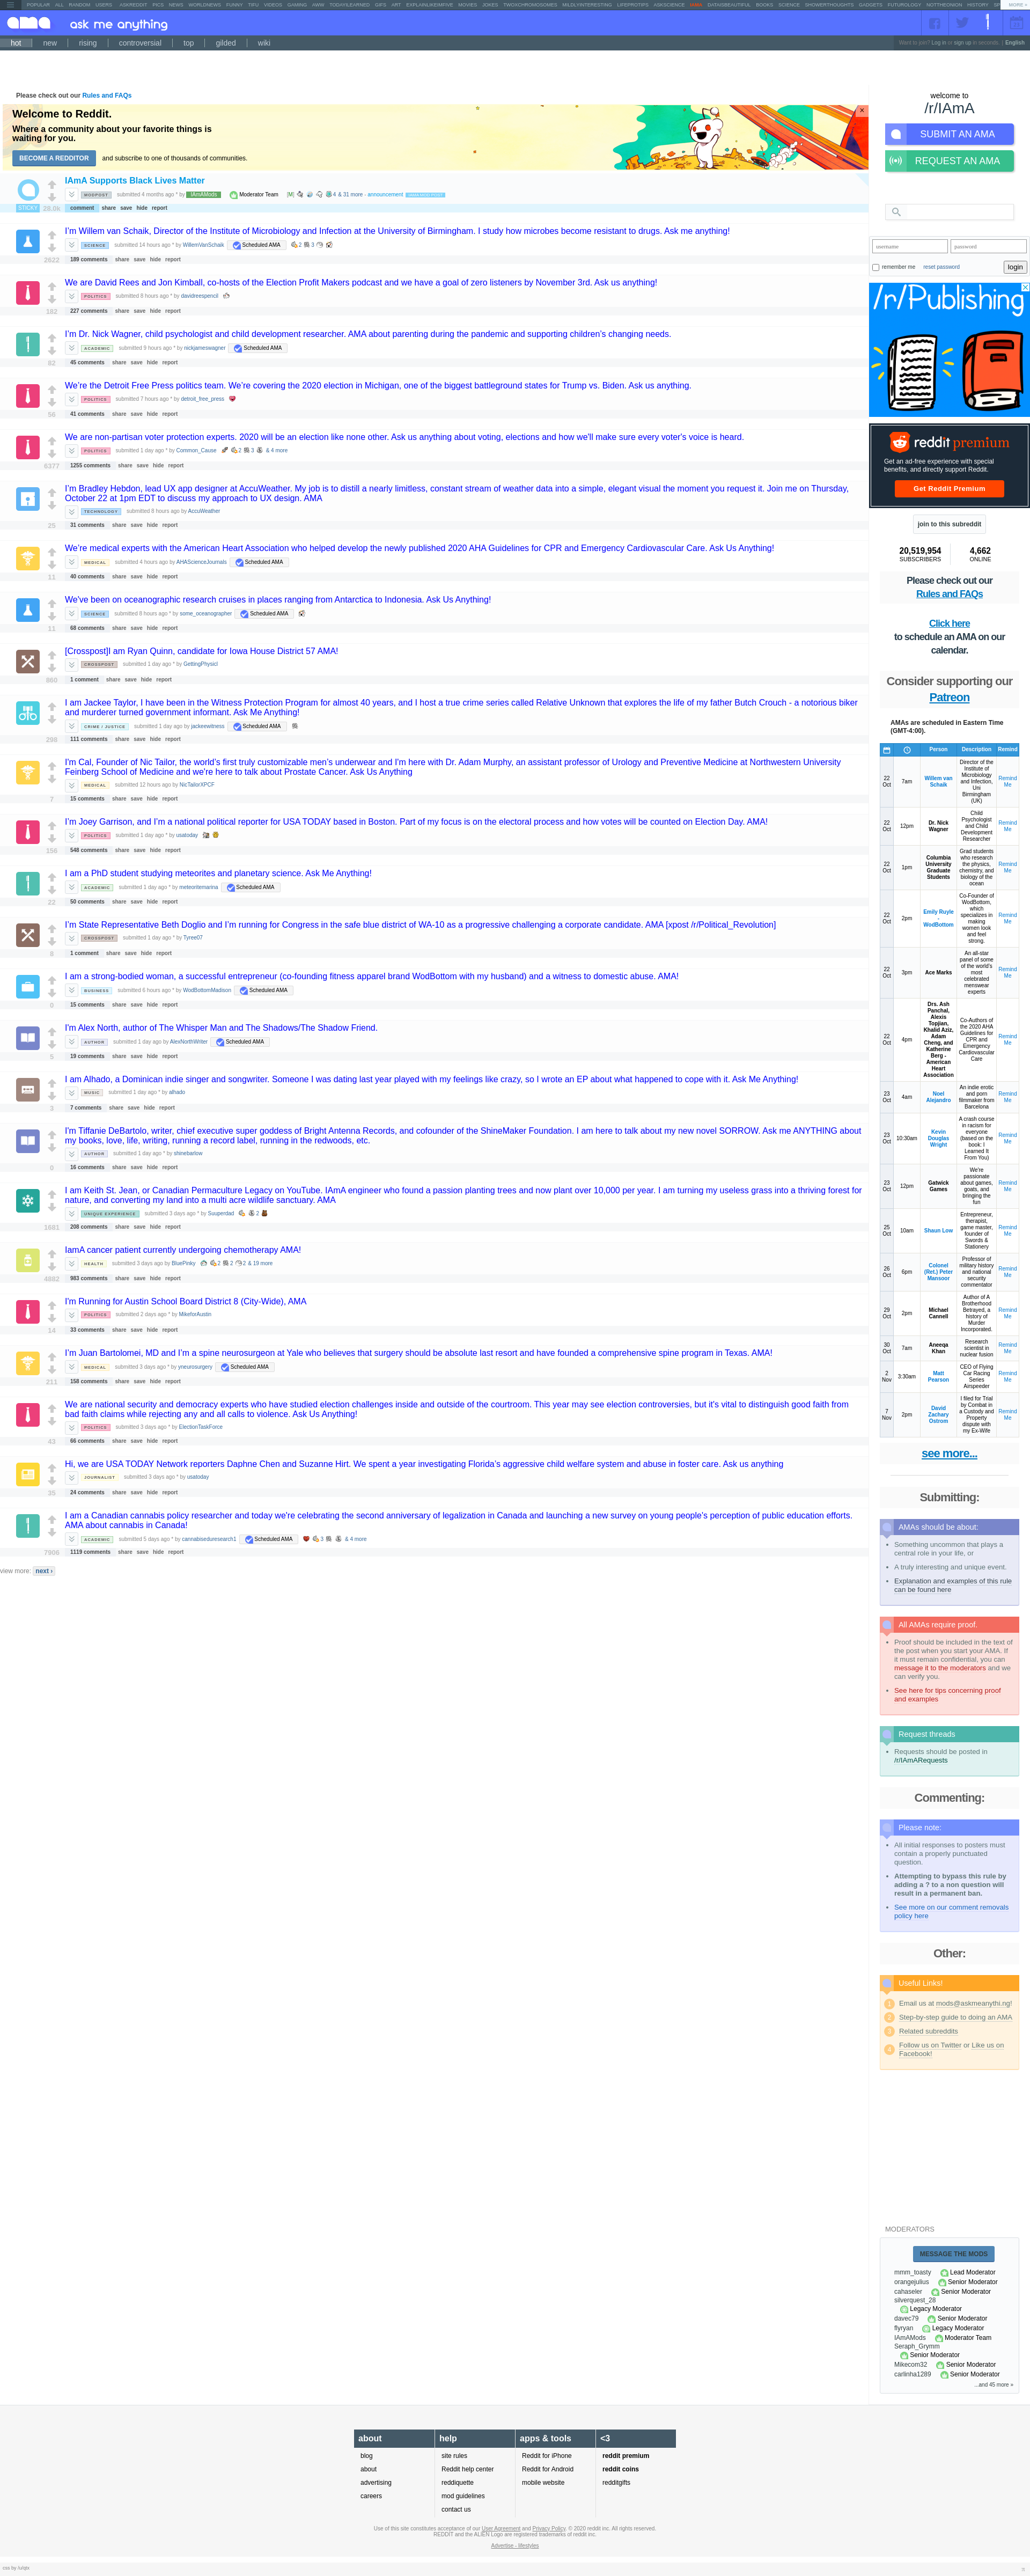 POPULAR ALL RANDOM USERS ASKREDDIT PICS NEWS WORLDNEWS FUNNY TIFU VIDEOS GAMING AWW TODAYILEARNED GIFS ART EXPLAINLIKEIMFIVE MOVIES JOKES TWOXCHROMOSOMES MILDLYINTERESTING LIFEPROTIPS ASKSCIENCE IAMA DATAISBEAUTIFUL BOOKS SCIENCE SHOWERTHOUGHTS GADGETS FUTUROLOGY NOTTHEONION HISTORY MORE »
ama ask me anything
hot new rising controversial top gilded wiki
Want to join? Log in or sign up in seconds. | English
Please check out our Rules and FAQs
Welcome to Reddit.
Where a community about your favorite things is
waiting for you.
BECOME A REDDITOR and subscribe to one of thousands of communities.
IAmA Supports Black Lives Matter
MODPOST submitted 4 months ago * by IAmAMods Moderator Team [M] 4 & 31 more - announcement
STICKY
comment share save hide report
I'm Willem van Schaik, Director of the Institute of Microbiology and Infection at the University of Birmingham. I study how microbes become resistant to drugs. Ask me anything!
SCIENCE submitted 14 hours ago * by WillemVanSchaik Scheduled AMA 2 3
2622 189 comments share save hide report
We are David Rees and Jon Kimball, co-hosts of the Election Profit Makers podcast and we have a goal of zero listeners by November 3rd. Ask us anything!
POLITICS submitted 8 hours ago * by davidreespencil
182 227 comments share save hide report
I'm Dr. Nick Wagner, child psychologist and child development researcher. AMA about parenting during the pandemic and supporting children's changing needs.
ACADEMIC submitted 9 hours ago * by nickjameswagner Scheduled AMA
62 45 comments share save hide report
We're the Detroit Free Press politics team. We're covering the 2020 election in Michigan, one of the biggest battleground states for Trump vs. Biden. Ask us anything.
POLITICS submitted 7 hours ago * by detroit_free_press
56 41 comments share save hide report
We are non-partisan voter protection experts. 2020 will be an election like none other. Ask us anything about voting, elections and how we'll make sure every voter's voice is heard.
POLITICS submitted 1 day ago * by Common_Cause 2 3 & 4 more
6377 1255 comments share save hide report
I'm Bradley Hebdon, lead UX app designer at AccuWeather. My job is to distill a nearly limitless, constant stream of weather data into a simple, elegant visual the moment you request it. Join me on Thursday,
October 22 at 1pm EDT to discuss my approach to UX design. AMA
TECHNOLOGY submitted 8 hours ago by AccuWeather
25 31 comments share save hide report
We're medical experts with the American Heart Association who helped develop the newly published 2020 AHA Guidelines for CPR and Emergency Cardiovascular Care. Ask Us Anything!
MEDICAL submitted 4 hours ago by AHAScienceJournals Scheduled AMA
11 40 comments share save hide report
We've been on oceanographic research cruises in places ranging from Antarctica to Indonesia. Ask Us Anything!
SCIENCE submitted 8 hours ago * by some_oceanographer Scheduled AMA
11 68 comments share save hide report
[Crosspost]I am Ryan Quinn, candidate for Iowa House District 57 AMA!
CROSSPOST submitted 1 day ago * by GettingPhysicl
860 1 comment share save hide report
I am Jackee Taylor, I have been in the Witness Protection Program for almost 40 years, and I host a true crime series called Relative Unknown that explores the life of my father Butch Crouch - a notorious biker
and murderer turned government informant. Ask Me Anything!
CRIME / JUSTICE submitted 1 day ago by jackeewitness Scheduled AMA
298 111 comments share save hide report
I'm Cal, Founder of Nic Tailor, the world's first truly customizable men's underwear and I'm here with Dr. Adam Murphy, an assistant professor of Urology and Preventive Medicine at Northwestern University
Feinberg School of Medicine and we're here to talk about Prostate Cancer. Ask Us Anything
MEDICAL submitted 12 hours ago by NicTailorXPCF
7 15 comments share save hide report
I'm Joey Garrison, and I'm a national political reporter for USA TODAY based in Boston. Part of my focus is on the electoral process and how votes will be counted on Election Day. AMA!
POLITICS submitted 1 day ago * by usatoday
156 548 comments share save hide report
I am a PhD student studying meteorites and planetary science. Ask Me Anything!
ACADEMIC submitted 1 day ago * by meteoritemarina Scheduled AMA
22 50 comments share save hide report
I'm State Representative Beth Doglio and I'm running for Congress in the safe blue district of WA-10 as a progressive challenging a corporate candidate. AMA [xpost /r/Political_Revolution]
CROSSPOST submitted 1 day ago * by Tyree07
8 1 comment share save hide report
I am a strong-bodied woman, a successful entrepreneur (co-founding fitness apparel brand WodBottom with my husband) and a witness to domestic abuse. AMA!
BUSINESS submitted 6 hours ago * by WodBottomMadison Scheduled AMA
0 15 comments share save hide report
I'm Alex North, author of The Whisper Man and The Shadows/The Shadow Friend.
AUTHOR submitted 1 day ago by AlexNorthWriter Scheduled AMA
5 19 comments share save hide report
I am Alhado, a Dominican indie singer and songwriter. Someone I was dating last year played with my feelings like crazy, so I wrote an EP about what happened to cope with it. Ask Me Anything!
MUSIC submitted 1 day ago * by alhado
3 7 comments share save hide report
I'm Tiffanie DeBartolo, writer, chief executive super goddess of Bright Antenna Records, and cofounder of the ShineMaker Foundation. I am here to talk about my new novel SORROW. Ask me ANYTHING about
my books, love, life, writing, running a record label, running in the redwoods, etc.
AUTHOR submitted 1 day ago * by shinebarlow
0 16 comments share save hide report
I am Keith St. Jean, or Canadian Permaculture Legacy on YouTube. IAmA engineer who found a passion planting trees and now plant over 10,000 per year. I am turning my useless grass into a thriving forest for
nature, and converting my land into a multi acre wildlife sanctuary. AMA
UNIQUE EXPERIENCE submitted 3 days ago * by Suuperdad 2
1681 208 comments share save hide report
IamA cancer patient currently undergoing chemotherapy AMA!
HEALTH submitted 3 days ago by BluePinky 2 2 2 & 19 more
4882 983 comments share save hide report
I'm Running for Austin School Board District 8 (City-Wide), AMA
POLITICS submitted 2 days ago * by MikeforAustin
14 33 comments share save hide report
I'm Juan Bartolomei, MD and I'm a spine neurosurgeon at Yale who believes that surgery should be absolute last resort and have founded a comprehensive spine program in Texas. AMA!
MEDICAL submitted 3 days ago * by yneurosurgery Scheduled AMA
211 158 comments share save hide report
We are national security and democracy experts who have studied election challenges inside and outside of the courtroom. This year may see election controversies, but it's vital to distinguish good faith from
bad faith claims while rejecting any and all calls to violence. Ask Us Anything!
POLITICS submitted 3 days ago * by ElectionTaskForce
43 66 comments share save hide report
Hi, we are USA TODAY Network reporters Daphne Chen and Suzanne Hirt. We spent a year investigating Florida's aggressive child welfare system and abuse in foster care. Ask us anything
JOURNALIST submitted 3 days ago * by usatoday
35 24 comments share save hide report
I am a Canadian cannabis policy researcher and today we're celebrating the second anniversary of legalization in Canada and launching a new survey on young people's perception of public education efforts.
AMA about cannabis in Canada!
ACADEMIC submitted 5 days ago * by cannabiseduresearch1 Scheduled AMA 3 & 4 more
7906 1119 comments share save hide report
view more: next ›
welcome to
/r/IAmA
SUBMIT AN AMA
REQUEST AN AMA
username password
remember me reset password login
/r/Publishing
reddit premium
Get an ad-free experience with special
benefits, and directly support Reddit.
Get Reddit Premium
join to this subreddit
20,519,954 4,662
SUBSCRIBERS ONLINE
Please check out our
Rules and FAQs
Click here
to schedule an AMA on our
calendar.
Consider supporting our
Patreon
AMAs are scheduled in Eastern Time
(GMT-4:00).
Person Description Remind
22 Oct 7am Willem van Schaik Director of the Institute of Microbiology and Infection, Uni Birmingham (UK) Remind Me
22 Oct 12pm Dr. Nick Wagner Child Psychologist and Child Development Researcher Remind Me
22 Oct 1pm Columbia University Graduate Students Grad students who research the physics, chemistry, and biology of the ocean Remind Me
22 Oct 2pm Emily Ruyle - WodBottom Co-Founder of WodBottom, which specializes in making women look and feel strong. Remind Me
22 Oct 3pm Ace Marks An all-star panel of some of the world's most celebrated menswear experts Remind Me
22 Oct 4pm Drs. Ash Panchal, Alexis Topjian, Khalid Aziz, Adam Cheng, and Katherine Berg - American Heart Association Co-Authors of the 2020 AHA Guidelines for CPR and Emergency Cardiovascular Care Remind Me
23 Oct 4am Noel Alejandro An indie erotic and porn filmmaker from Barcelona Remind Me
23 Oct 10:30am Kevin Douglas Wright A crash course in racism for everyone (based on the book: I Learned It From You) Remind Me
23 Oct 12pm Gatwick Games We're passionate about games, goats, and bringing the fun Remind Me
25 Oct 10am Shaun Low Entrepreneur, therapist, game master, founder of Swords & Stationery Remind Me
26 Oct 6pm Colonel (Ret.) Peter Mansoor Professor of military history and national security commentator Remind Me
29 Oct 2pm Michael Cannell Author of A Brotherhood Betrayed, a history of Murder Incorporated. Remind Me
30 Oct 7am Aneeqa Khan Research scientist in nuclear fusion Remind Me
2 Nov 3:30am Matt Pearson CEO of Flying Car Racing Series Airspeeder Remind Me
7 Nov 2pm David Zachary Ostrom I filed for Trial by Combat in a Custody and Property dispute with my Ex-Wife Remind Me
see more...
Submitting:
AMAs should be about:
• Something uncommon that plays a
central role in your life, or
• A truly interesting and unique event.
• Explanation and examples of this rule
can be found here
All AMAs require proof.
• Proof should be included in the text of
the post when you start your AMA. If
it must remain confidential, you can
message it to the moderators and we
can verify you.
• See here for tips concerning proof
and examples
Request threads
• Requests should be posted in
/r/IAmARequests
Commenting:
Please note:
• All initial responses to posters must
contain a properly punctuated
question.
• Attempting to bypass this rule by
adding a ? to a non question will
result in a permanent ban.
• See more on our comment removals
policy here
Other:
Useful Links!
1 Email us at mods@askmeanythi.ng!
2 Step-by-step guide to doing an AMA
3 Related subreddits
4 Follow us on Twitter or Like us on
Facebook!
MODERATORS
MESSAGE THE MODS
mmm_toasty Lead Moderator
orangejulius Senior Moderator
cahaseler Senior Moderator
silverquest_28
Legacy Moderator
davec79 Senior Moderator
flyryan Legacy Moderator
IAmAMods Moderator Team
Seraph_Grymm
Senior Moderator
Mikecom32 Senior Moderator
carlinha1289 Senior Moderator
...and 45 more »
about help apps & tools <3
blog site rules Reddit for iPhone reddit premium
about Reddit help center Reddit for Android reddit coins
advertising reddiquette mobile website redditgifts
careers mod guidelines
contact us
Use of this site constitutes acceptance of our User Agreement and Privacy Policy. © 2020 reddit inc. All rights reserved.
REDDIT and the ALIEN Logo are registered trademarks of reddit inc.
Advertise - lifestyles